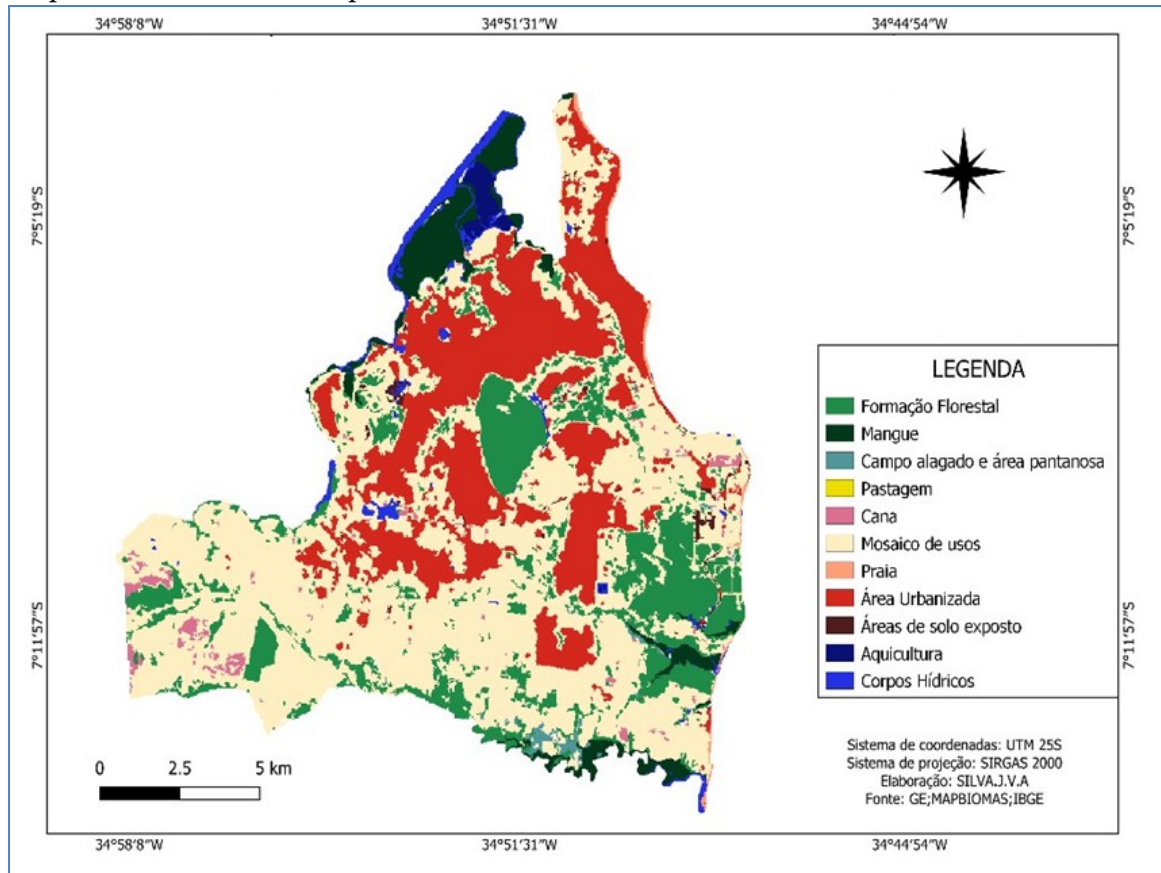 34°58'8"W 34°51'31"W 34°44'54"W
7°5'19"S 7°5'19"S
LEGENDA
Formação Florestal
Mangue
Campo alagado e área pantanosa
Pastagem
Cana
Mosaico de usos
Praia
Área Urbanizada
Áreas de solo exposto
Aquicultura
Corpos Hídricos
7°11'57"S 7°11'57"S
Sistema de coordenadas: UTM 25S
Sistema de projeção: SIRGAS 2000
Elaboração: SILVA.J.V.A
Fonte: GE;MAPBIOMAS;IBGE
0 2.5 5 km
34°58'8"W 34°51'31"W 34°44'54"W